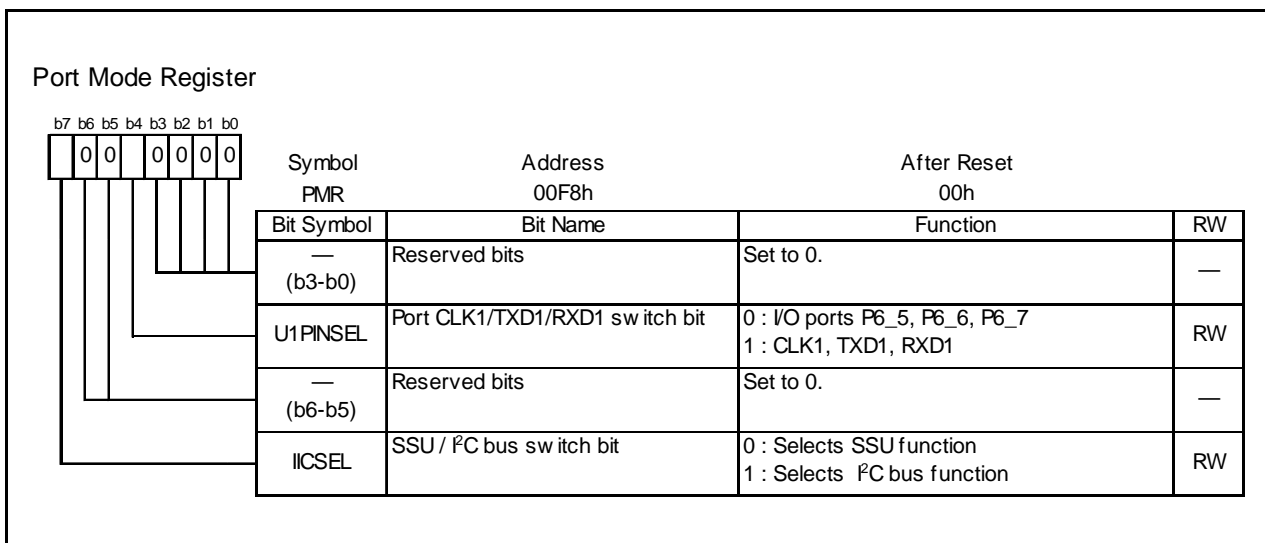 Port Mode Register
b7 b6 b5 b4 b3 b2 b1 b0
0 0 0 0 0 0
Symbol Address After Reset
PMR 00F8h 00h
Bit Symbol Bit Name Function RW
— Reserved bits Set to 0. —
(b3-b0)
U1PINSEL Port CLK1/TXD1/RXD1 switch bit 0 : I/O ports P6_5, P6_6, P6_7 RW
1 : CLK1, TXD1, RXD1
— Reserved bits Set to 0. —
(b6-b5)
IICSEL SSU / I²C bus switch bit 0 : Selects SSU function RW
1 : Selects I²C bus function